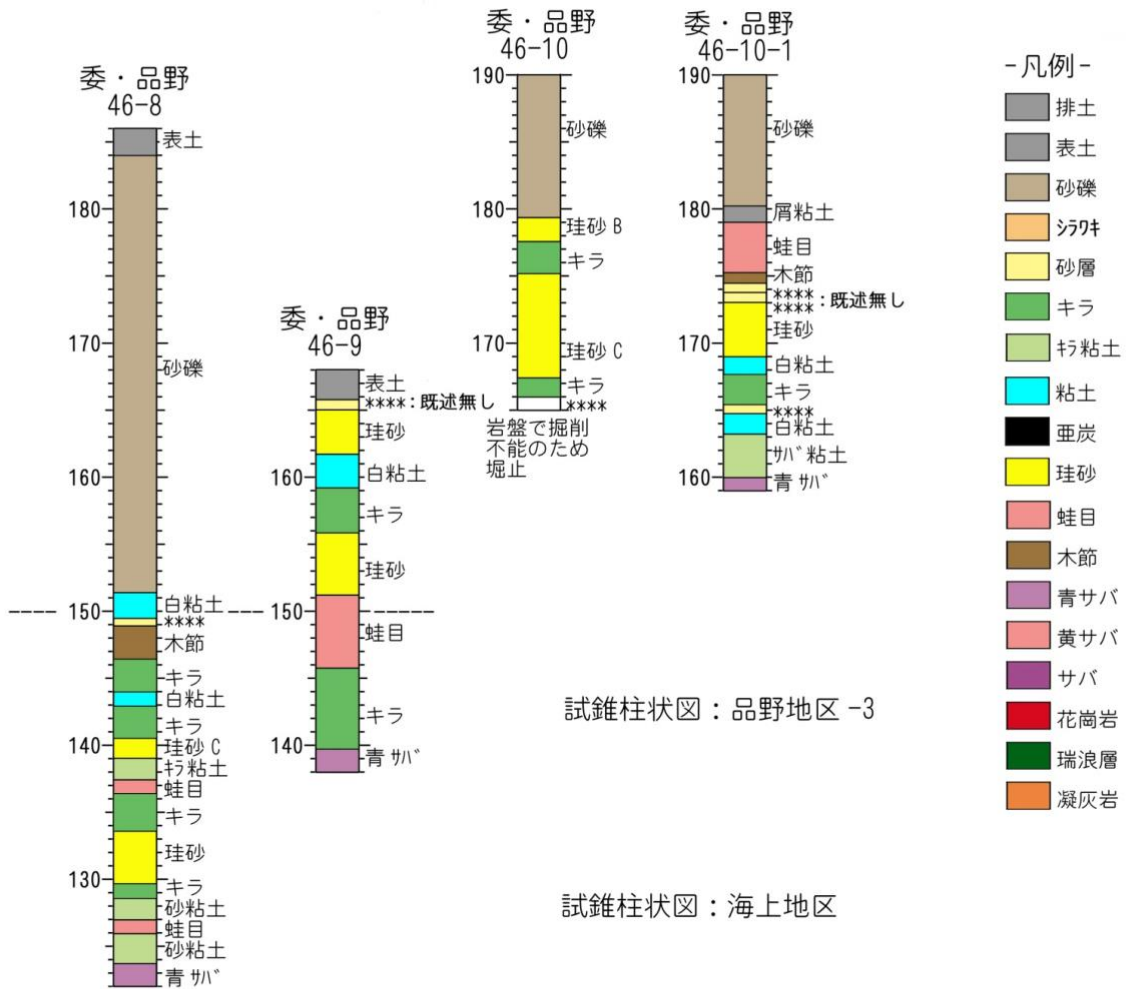 委・品野
46-8
表土
180
砂礫
170
160
150
白粘土
****
木節
キラ
白粘土
キラ
140
珪砂 C
ｷﾗ粘土
蛙目
キラ
珪砂
130
キラ
砂粘土
蛙目
砂粘土
青 ｻﾊﾞ
委・品野
46-9
表土
****：既述無し
珪砂
160
白粘土
キラ
珪砂
150
蛙目
キラ
140
青 ｻﾊﾞ
委・品野
46-10
190
砂礫
180
珪砂 B
キラ
170
珪砂 C
キラ
****
岩盤で掘削
不能のため
堀止
委・品野
46-10-1
190
砂礫
180
屑粘土
蛙目
木節
****：既述無し
****
珪砂
170
白粘土
キラ
****
白粘土
ｻﾊﾞ粘土
160
青 ｻﾊﾞ
-凡例-
排土
表土
砂礫
ｼﾗﾜｷ
砂層
キラ
ｷﾗ粘土
粘土
亜炭
珪砂
蛙目
木節
青サバ
黄サバ
サバ
花崗岩
瑞浪層
凝灰岩
試錐柱状図：品野地区 -3
試錐柱状図：海上地区